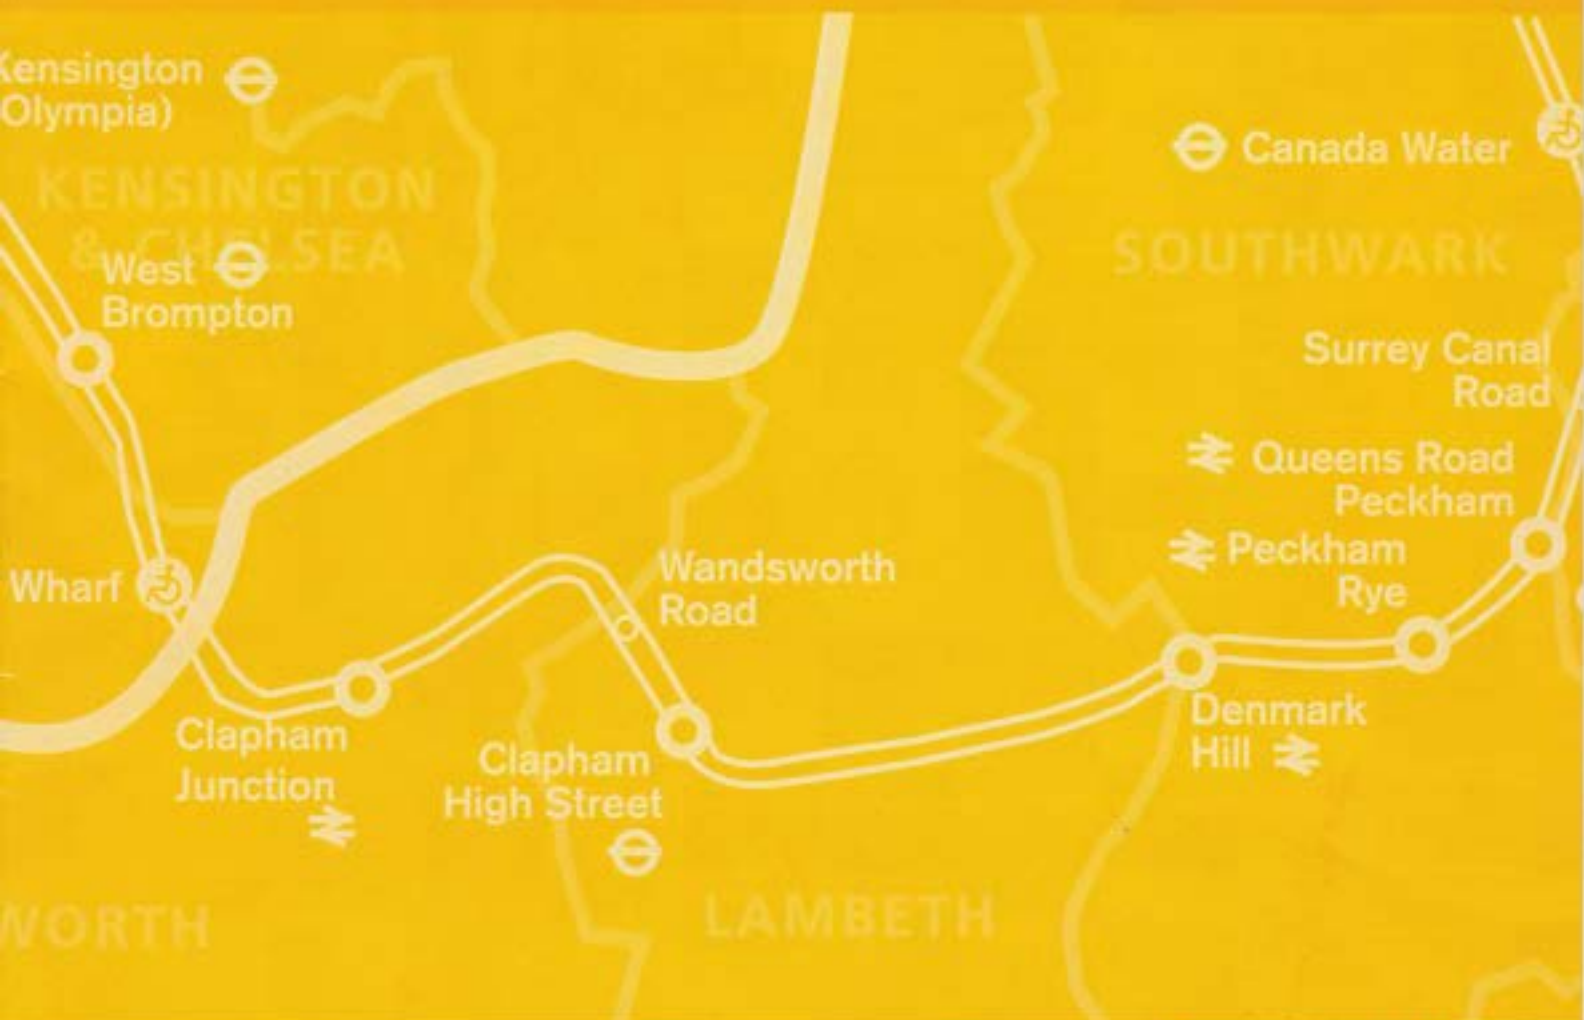 Kensington
(Olympia)
KENSINGTON
& CHELSEA
West
Brompton
Wharf
Clapham
Junction
Wandsworth
Road
Clapham
High Street
WORTH
LAMBETH
Canada Water
SOUTHWARK
Surrey Canal
Road
Queens Road
Peckham
Peckham
Rye
Denmark
Hill